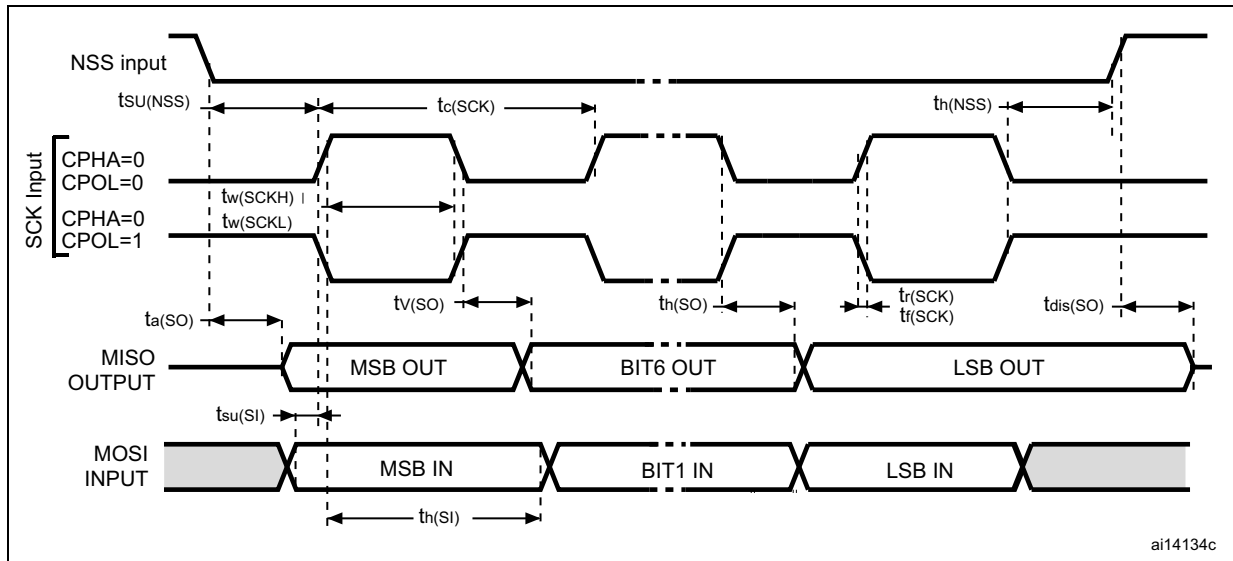 NSS input
tSU(NSS)
tc(SCK)
th(NSS)
SCK Input
CPHA=0
CPOL=0
tw(SCKH)
CPHA=0
tw(SCKL)
CPOL=1
tV(SO)
th(SO)
tr(SCK)
tf(SCK)
ta(SO)
tdis(SO)
MISO
OUTPUT
MSB OUT
BIT6 OUT
LSB OUT
tsu(SI)
MOSI
INPUT
MSB IN
BIT1 IN
LSB IN
th(SI)
ai14134c